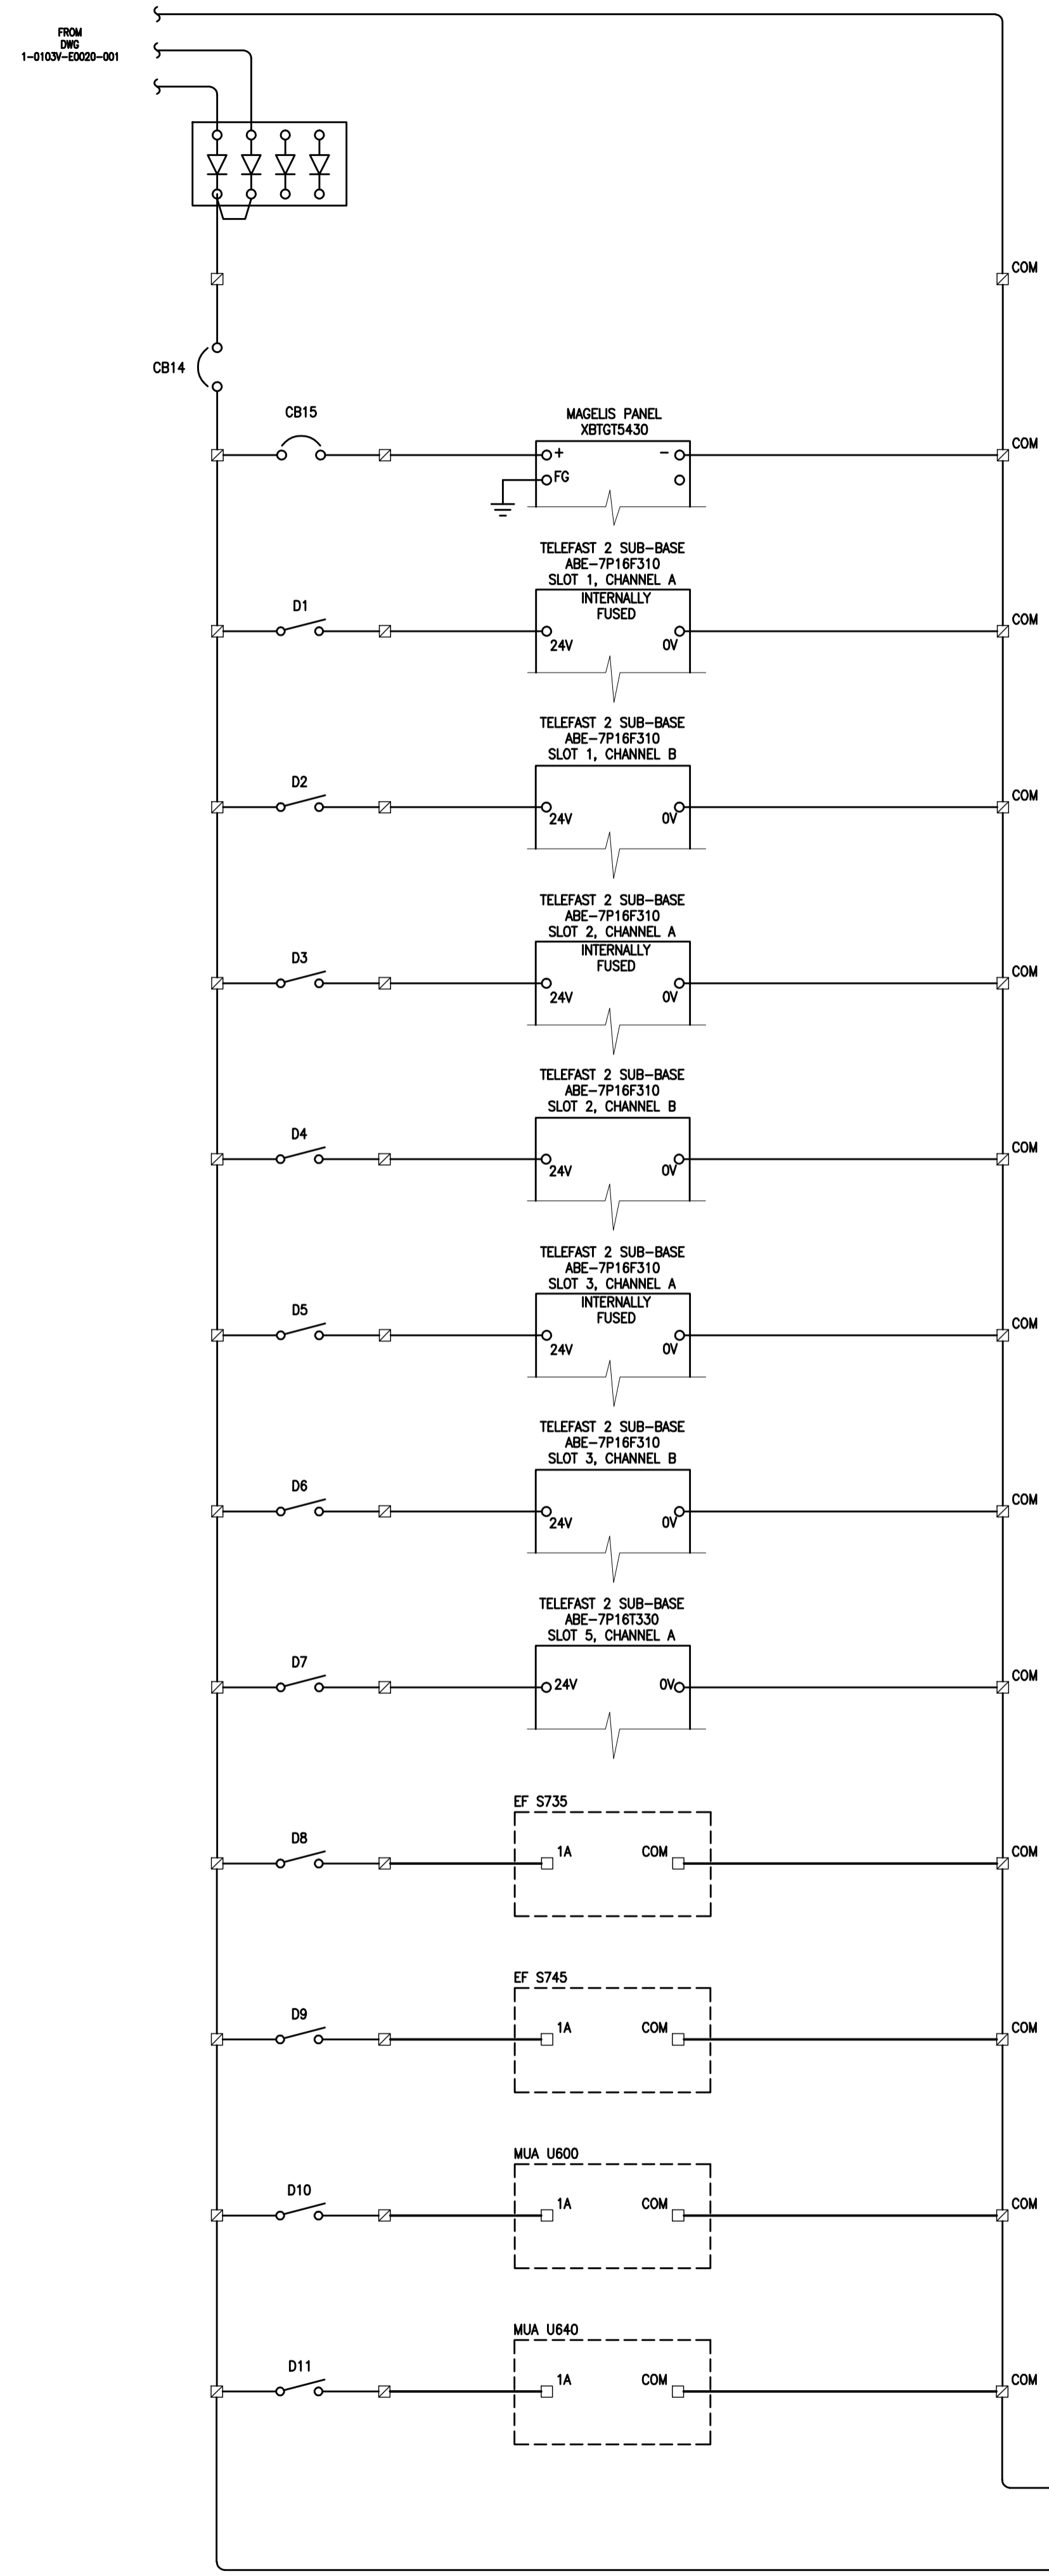 FROM
DWG
1-0103V-E0020-001
COM
CB14
CB15
MAGELIS PANEL
XBTGT5430
+
-
FG
COM
TELEFAST 2 SUB-BASE
ABE-7P16F310
SLOT 1, CHANNEL A
INTERNALLY
FUSED
D1
24V
0V
COM
TELEFAST 2 SUB-BASE
ABE-7P16F310
SLOT 1, CHANNEL B
D2
24V
0V
COM
TELEFAST 2 SUB-BASE
ABE-7P16F310
SLOT 2, CHANNEL A
INTERNALLY
FUSED
D3
24V
0V
COM
TELEFAST 2 SUB-BASE
ABE-7P16F310
SLOT 2, CHANNEL B
D4
24V
0V
COM
TELEFAST 2 SUB-BASE
ABE-7P16F310
SLOT 3, CHANNEL A
INTERNALLY
FUSED
D5
24V
0V
COM
TELEFAST 2 SUB-BASE
ABE-7P16F310
SLOT 3, CHANNEL B
D6
24V
0V
COM
TELEFAST 2 SUB-BASE
ABE-7P16T330
SLOT 5, CHANNEL A
D7
24V
0V
COM
EF S735
D8
1A
COM
COM
EF S745
D9
1A
COM
COM
MUA U600
D10
1A
COM
COM
MUA U640
D11
1A
COM
COM